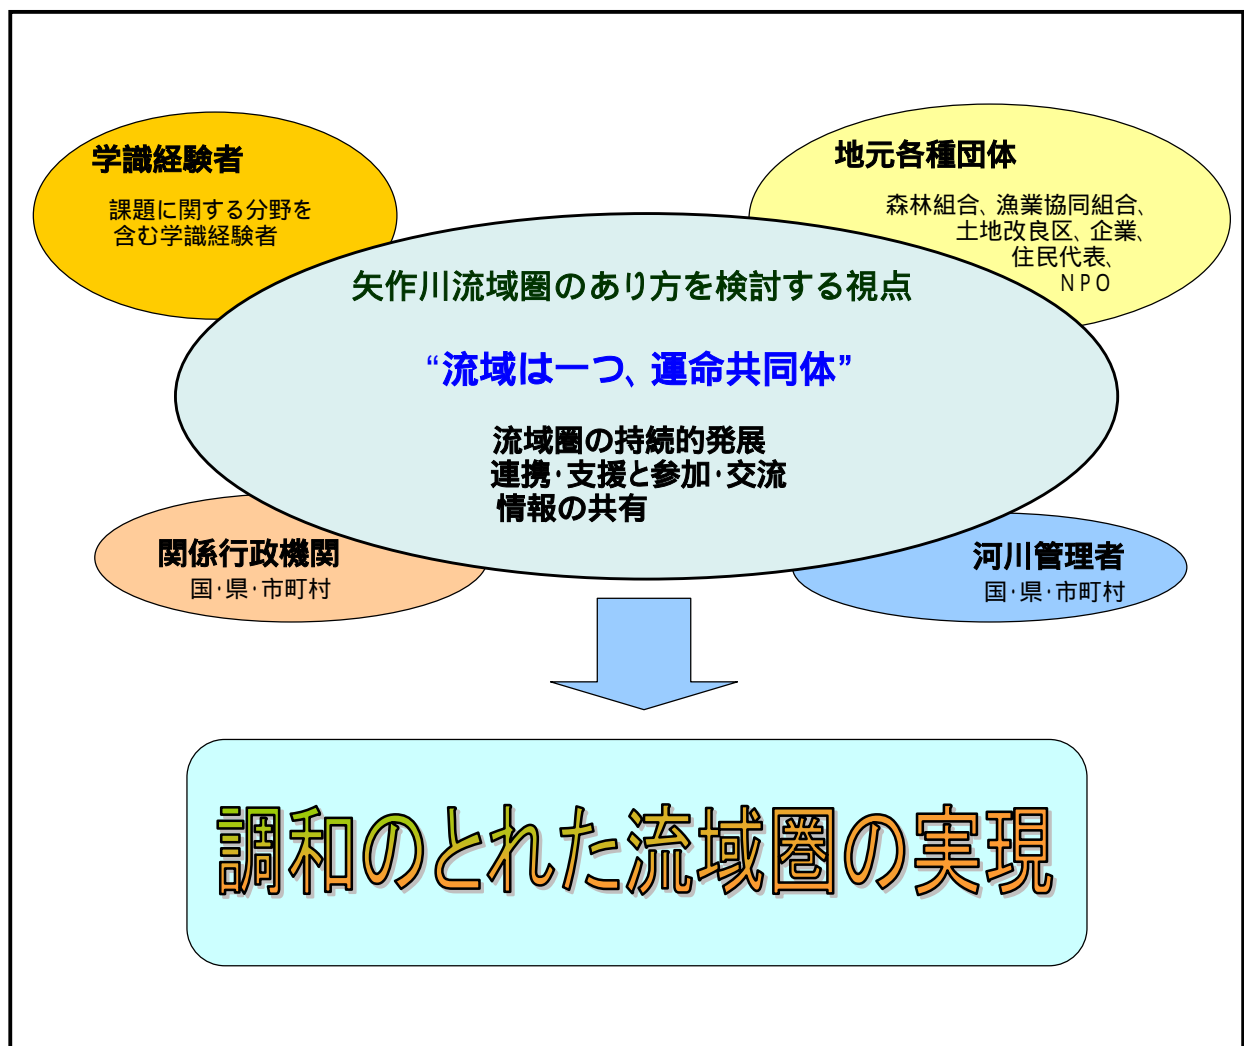 学識経験者
課題に関する分野を
含む学識経験者
地元各種団体
森林組合、漁業協同組合、
土地改良区、企業、
住民代表、
NPO
矢作川流域圏のあり方を検討する視点
“流域は一つ、運命共同体”
流域圏の持続的発展
連携・支援と参加・交流
情報の共有
関係行政機関
国・県・市町村
河川管理者
国・県・市町村
調和のとれた流域圏の実現